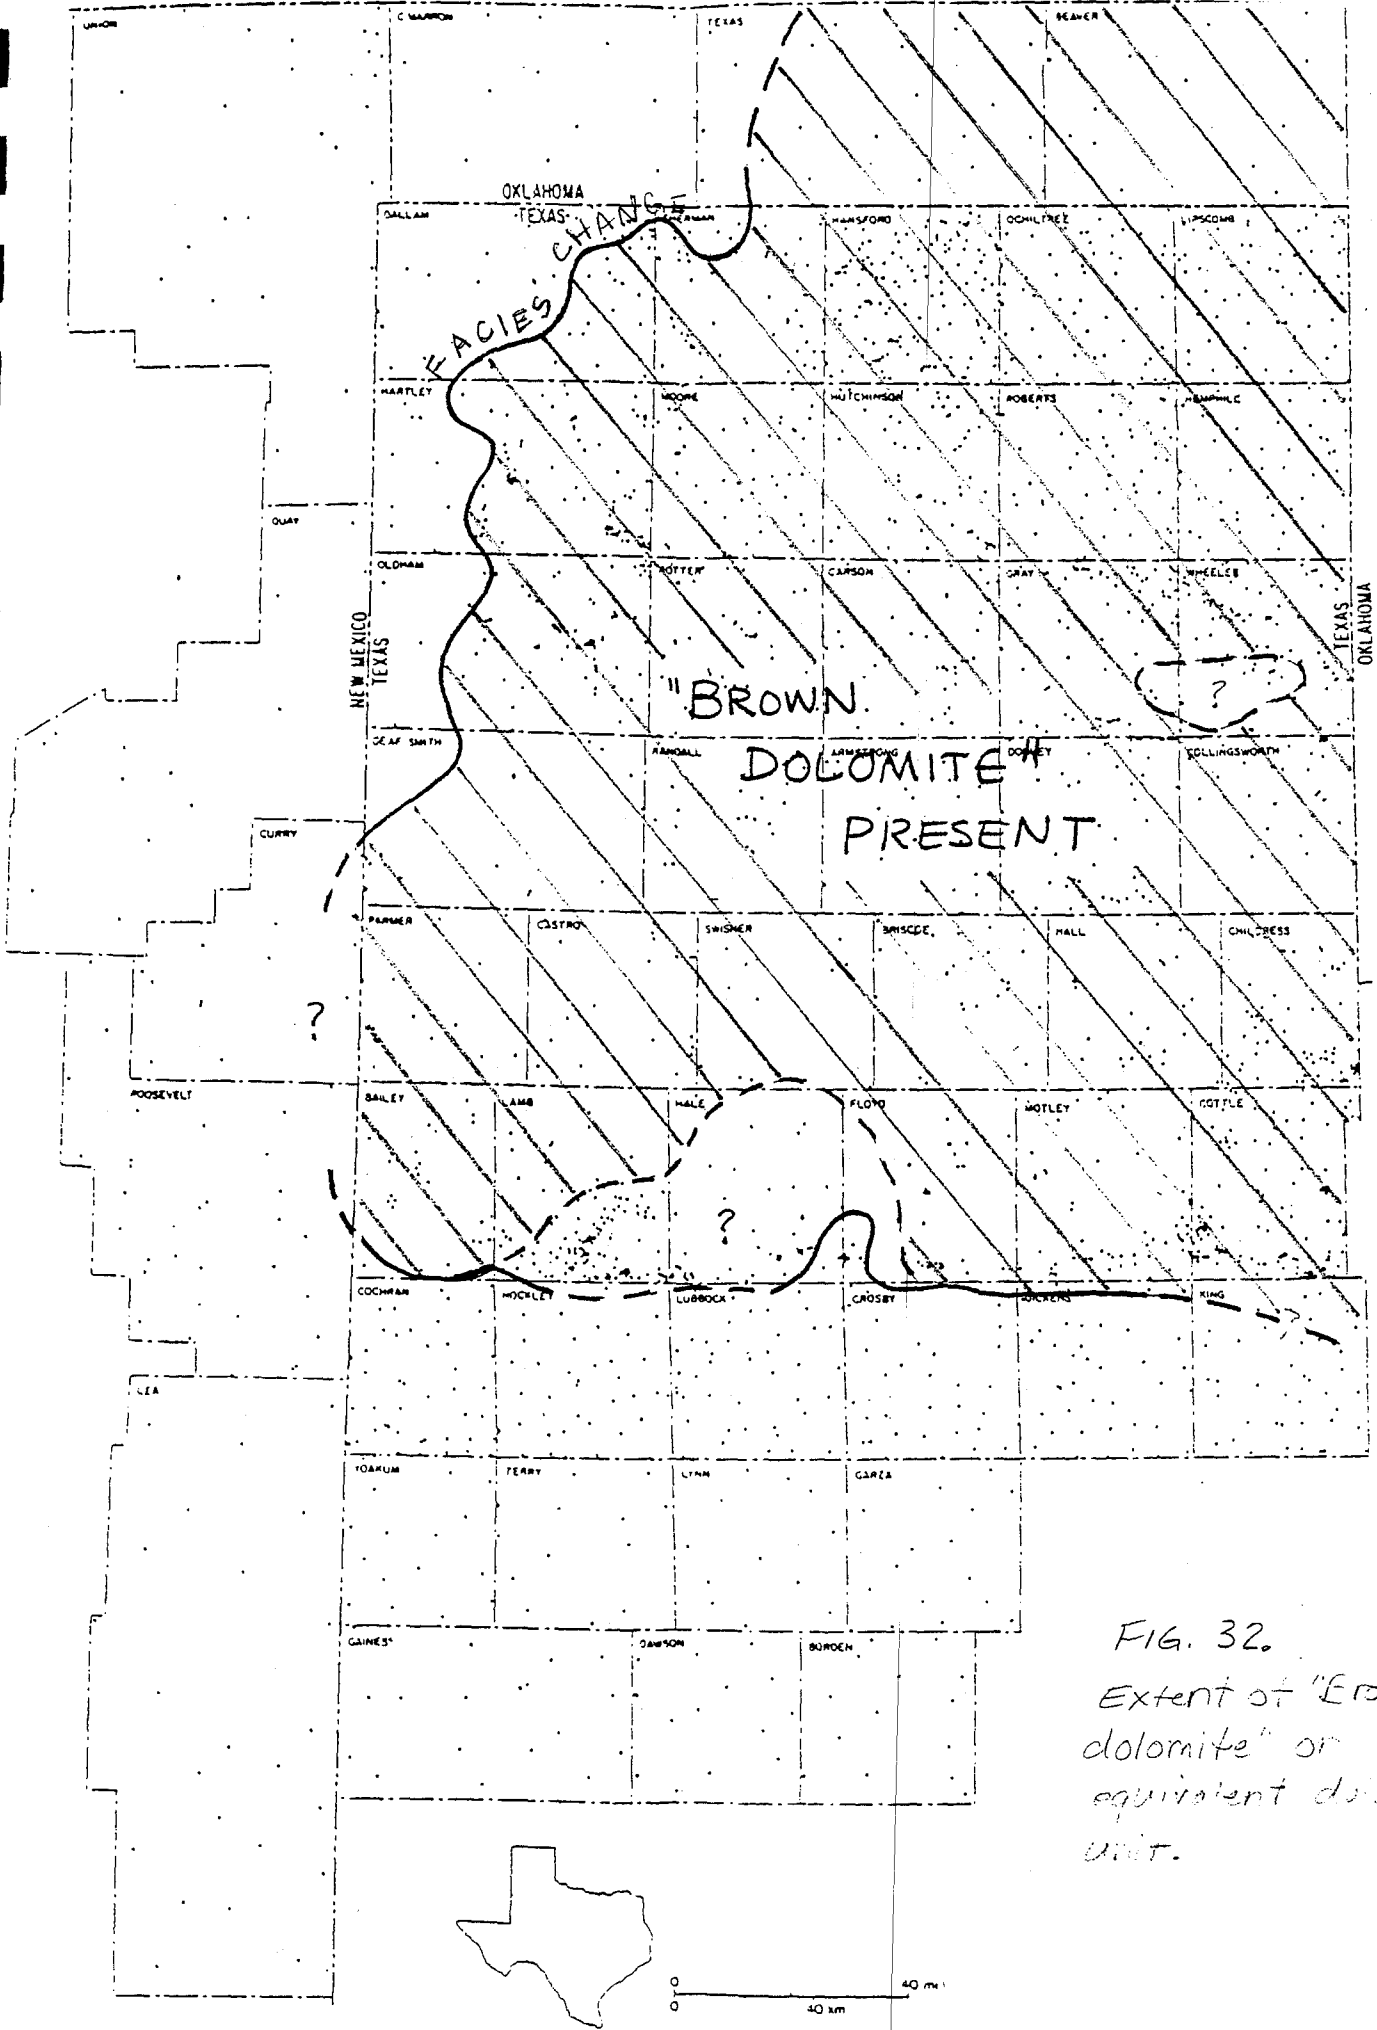 UNION
CIMARRON
TEXAS
BEAVER
OKLAHOMA
TEXAS
FACIES CHANGE
DALLAM
SHERMAN
HANSFORD
OCHILTREE
LIPSCOMB
HARTLEY
MOORE
HUTCHINSON
ROBERTS
HEMPHILL
QUAY
OLDHAM
POTTER
CARSON
GRAY
WHEELER
NEW MEXICO
TEXAS
TEXAS
OKLAHOMA
?
"BROWN
DOLOMITE"
PRESENT
DEAF SMITH
RANDALL
ARMSTRONG
DONLEY
COLLINGSWORTH
CURRY
PARMER
CASTRO
SWISHER
BRISCOE
HALL
CHILDRESS
?
ROOSEVELT
BAILEY
LAMB
HALE
FLOYD
MOTLEY
COTTLE
?
COCHRAN
HOCKLEY
LUBBOCK
CROSBY
DICKENS
KING
?
LEA
YOAKUM
TERRY
LYNN
GARZA
GAINES
DAWSON
BORDEN
FIG. 32.
Extent of
dolomite" or
equivalent
unit.
0 40 mi
0 40 km